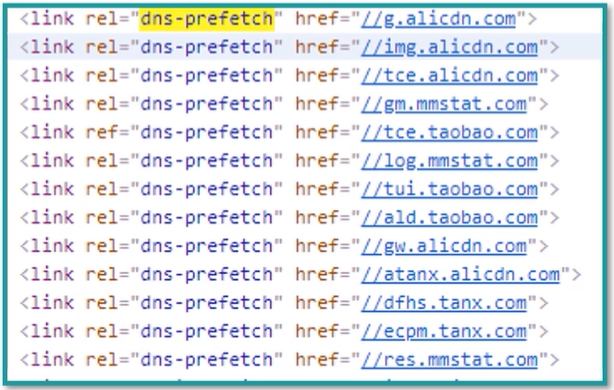 <link rel="dns-prefetch" href="//g.alicdn.com">
<link rel="dns-prefetch" href="//img.alicdn.com">
<link rel="dns-prefetch" href="//tce.alicdn.com">
<link rel="dns-prefetch" href="//gm.mmstat.com">
<link ref="dns-prefetch" href="//tce.taobao.com">
<link rel="dns-prefetch" href="//log.mmstat.com">
<link rel="dns-prefetch" href="//tui.taobao.com">
<link rel="dns-prefetch" href="//ald.taobao.com">
<link rel="dns-prefetch" href="//gw.alicdn.com">
<link rel="dns-prefetch" href="//atanx.alicdn.com">
<link rel="dns-prefetch" href="//dfhs.tanx.com">
<link rel="dns-prefetch" href="//ecpm.tanx.com">
<link rel="dns-prefetch" href="//res.mmstat.com">